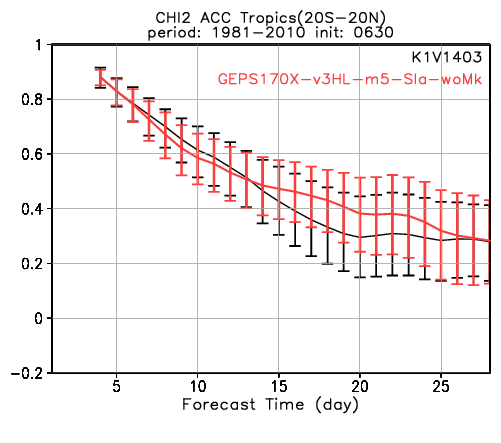 CHI2 ACC Tropics(20S-20N)
period: 1981-2010 init: 0630
K1V1403
GEPS170X-v3HL-m5-Sla-woMk
1
0.8
0.6
0.4
0.2
0
-0.2
5 10 15 20 25
Forecast Time (day)